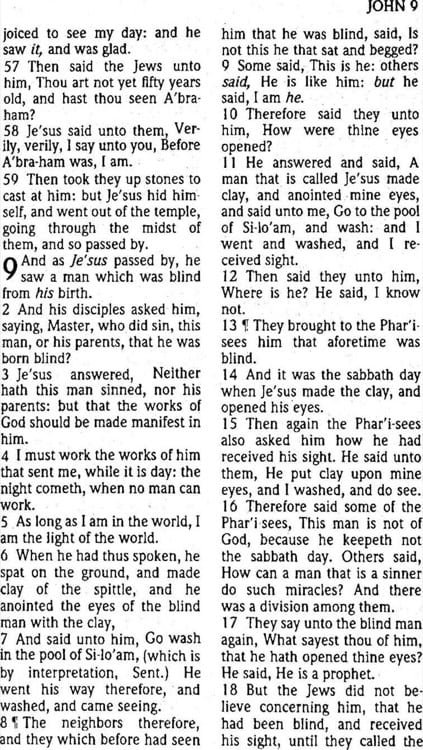 JOHN 9
joiced to see my day: and he
saw it, and was glad.
57 Then said the Jews unto
him, Thou art not yet fifty years
old, and hast thou seen A'bra-
ham?
58 Je'sus said unto them, Ver-
ily, verily, I say unto you, Before
A'bra-ham was, I am.
59 Then took they up stones to
cast at him: but Je'sus hid him-
self, and went out of the temple,
going through the midst of
them, and so passed by.
9 And as Je'sus passed by, he
saw a man which was blind
from his birth.
2 And his disciples asked him,
saying, Master, who did sin, this
man, or his parents, that he was
born blind?
3 Je'sus answered, Neither
hath this man sinned, nor his
parents: but that the works of
God should be made manifest in
him.
4 I must work the works of him
that sent me, while it is day: the
night cometh, when no man can
work.
5 As long as I am in the world, I
am the light of the world.
6 When he had thus spoken, he
spat on the ground, and made
clay of the spittle, and he
anointed the eyes of the blind
man with the clay,
7 And said unto him, Go wash
in the pool of Si-lo'am, (which is
by interpretation, Sent.) He
went his way therefore, and
washed, and came seeing.
8 ¶ The neighbors therefore,
and they which before had seen
him that he was blind, said, Is
not this he that sat and begged?
9 Some said, This is he: others
said, He is like him: but he
said, I am he.
10 Therefore said they unto
him, How were thine eyes
opened?
11 He answered and said, A
man that is called Je'sus made
clay, and anointed mine eyes,
and said unto me, Go to the pool
of Si-lo'am, and wash: and I
went and washed, and I re-
ceived sight.
12 Then said they unto him,
Where is he? He said, I know
not.
13 ¶ They brought to the Phar'i-
sees him that aforetime was
blind.
14 And it was the sabbath day
when Je'sus made the clay, and
opened his eyes.
15 Then again the Phar'i-sees
also asked him how he had
received his sight. He said unto
them, He put clay upon mine
eyes, and I washed, and do see.
16 Therefore said some of the
Phar'i sees, This man is not of
God, because he keepeth not
the sabbath day. Others said,
How can a man that is a sinner
do such miracles? And there
was a division among them.
17 They say unto the blind man
again, What sayest thou of him,
that he hath opened thine eyes?
He said, He is a prophet.
18 But the Jews did not be-
lieve concerning him, that he
had been blind, and received
his sight, until they called the